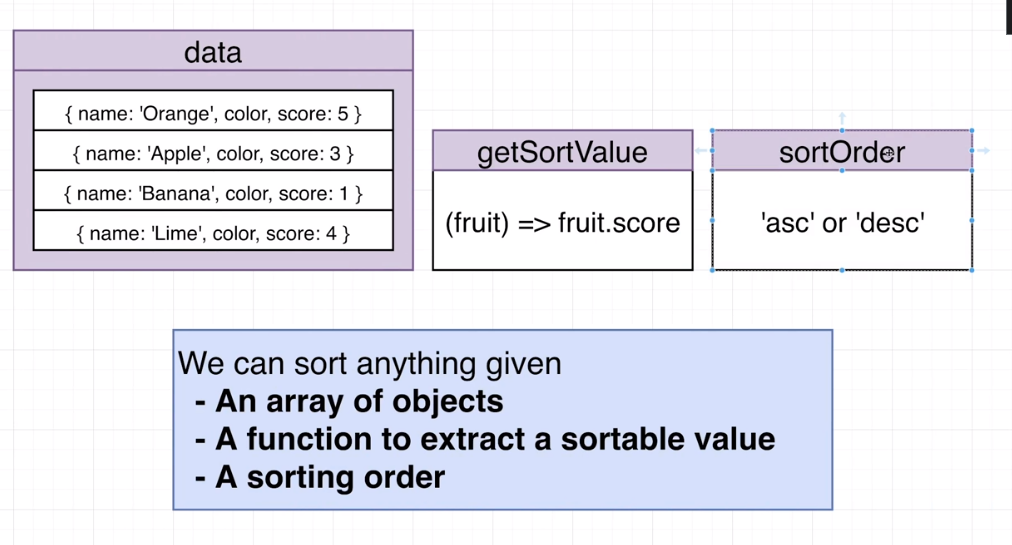 data
{ name: 'Orange', color, score: 5 }
{ name: 'Apple', color, score: 3 }
{ name: 'Banana', color, score: 1 }
{ name: 'Lime', color, score: 4 }
getSortValue
(fruit) => fruit.score
sortOrder
'asc' or 'desc'
We can sort anything given
- An array of objects
- A function to extract a sortable value
- A sorting order